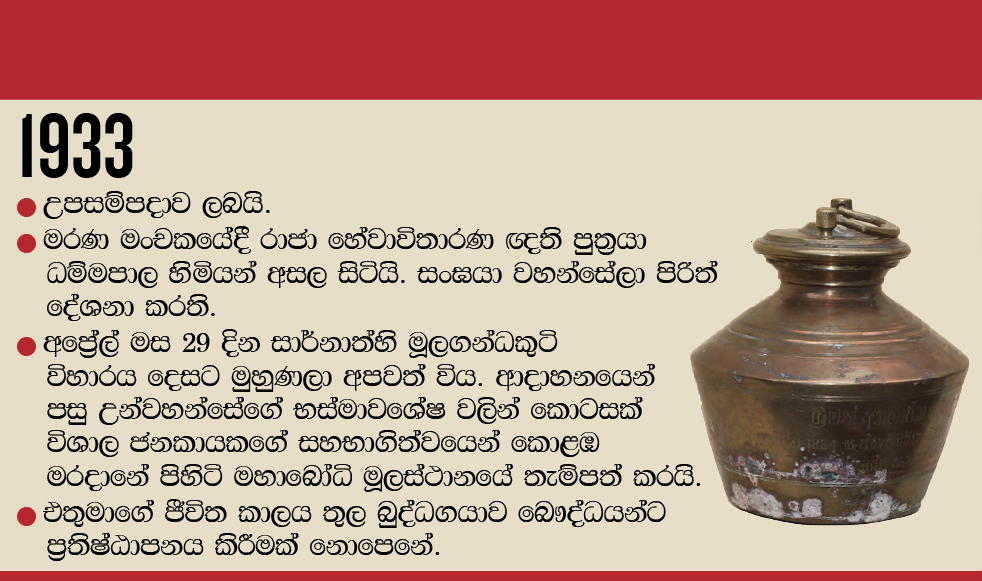 1933
උපසම්පදාව ලබයි.
මරණ මංචකයේදී රාජා හේවාවිතාරණ ඥති පුත්‍රයා
ධම්මපාල හිමියන් අසල සිටියි. සංඝයා වහන්සේලා පිරිත්
දේශනා කරති.
අප්‍රේල් මස 29 දින සාර්නාත්හි මූලගන්ධකුටි
විහාරය දෙසට මුහුණලා අපවත් විය. ආදාහනයෙන්
පසු උන්වහන්සේගේ භස්මාවශේෂ වලින් කොටසක්
විශාල ජනකායකගේ සහභාගිත්වයෙන් කොළඹ
මරදානේ පිහිටි මහාබෝධි මූලස්ථානයේ තැම්පත් කරයි.
එතුමාගේ ජීවිත කාලය තුල බුද්ධගයාව බෞද්ධයන්ට
ප්‍රතිෂ්ඨාපනය කිරීමක් නොපෙනේ.